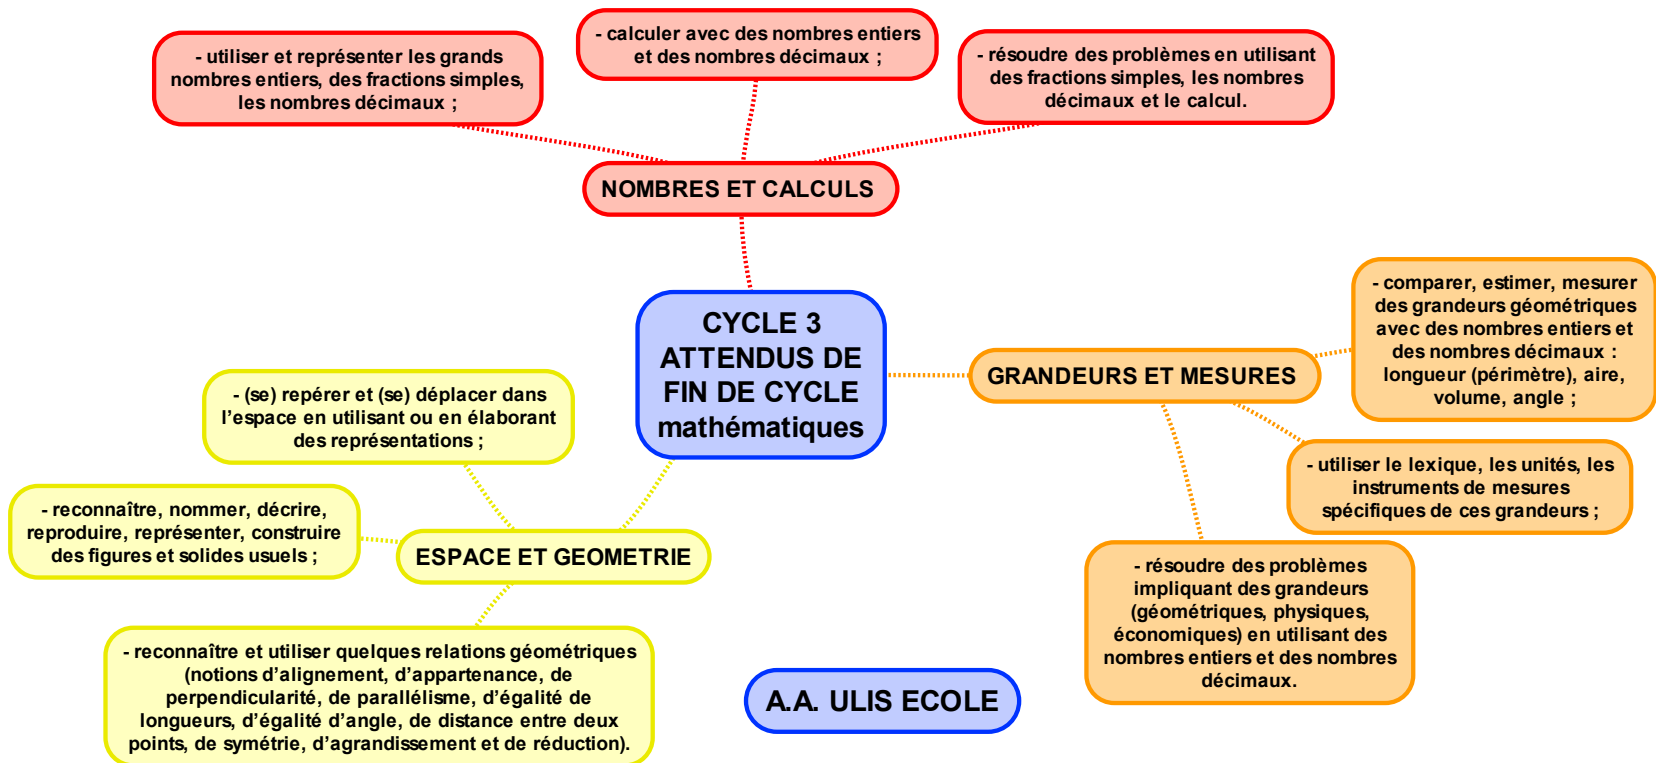 - utiliser et représenter les grands
nombres entiers, des fractions simples,
les nombres décimaux ;
- calculer avec des nombres entiers
et des nombres décimaux ;
- résoudre des problèmes en utilisant
des fractions simples, les nombres
décimaux et le calcul.
NOMBRES ET CALCULS
CYCLE 3
ATTENDUS DE
FIN DE CYCLE
mathématiques
GRANDEURS ET MESURES
- comparer, estimer, mesurer
des grandeurs géométriques
avec des nombres entiers et
des nombres décimaux :
longueur (périmètre), aire,
volume, angle ;
- utiliser le lexique, les unités, les
instruments de mesures
spécifiques de ces grandeurs ;
- résoudre des problèmes
impliquant des grandeurs
(géométriques, physiques,
économiques) en utilisant des
nombres entiers et des nombres
décimaux.
- (se) repérer et (se) déplacer dans
l’espace en utilisant ou en élaborant
des représentations ;
- reconnaître, nommer, décrire,
reproduire, représenter, construire
des figures et solides usuels ;
ESPACE ET GEOMETRIE
- reconnaître et utiliser quelques relations géométriques
(notions d’alignement, d’appartenance, de
perpendicularité, de parallélisme, d’égalité de
longueurs, d’égalité d’angle, de distance entre deux
points, de symétrie, d’agrandissement et de réduction).
A.A. ULIS ECOLE